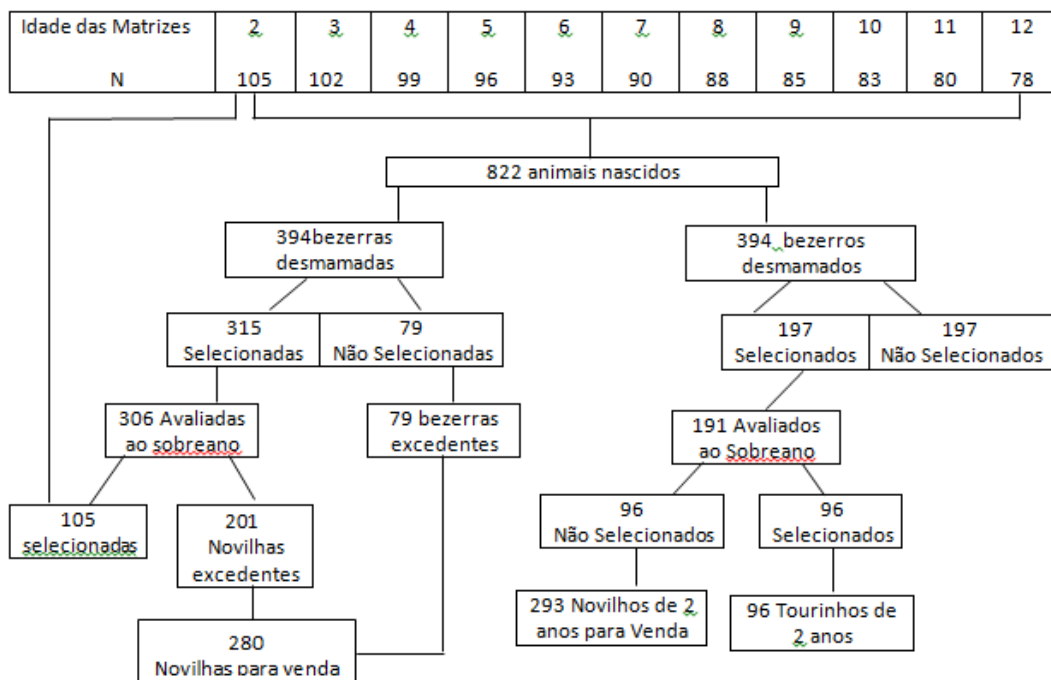 Idade das Matrizes 2 3 4 5 6 7 8 9 10 11 12
N 105 102 99 96 93 90 88 85 83 80 78
822 animais nascidos
394bezerras
desmamadas
394 bezerros
desmamados
315
Selecionadas
79
Não Selecionadas
197
Selecionados
197
Não Selecionados
306 Avaliadas
ao sobreano
79 bezerras
excedentes
191 Avaliados
ao Sobreano
105
selecionadas
201
Novilhas
excedentes
96
Não Selecionados
96
Selecionados
293 Novilhos de 2
anos para Venda
96 Tourinhos de
2 anos
280
Novilhas para venda